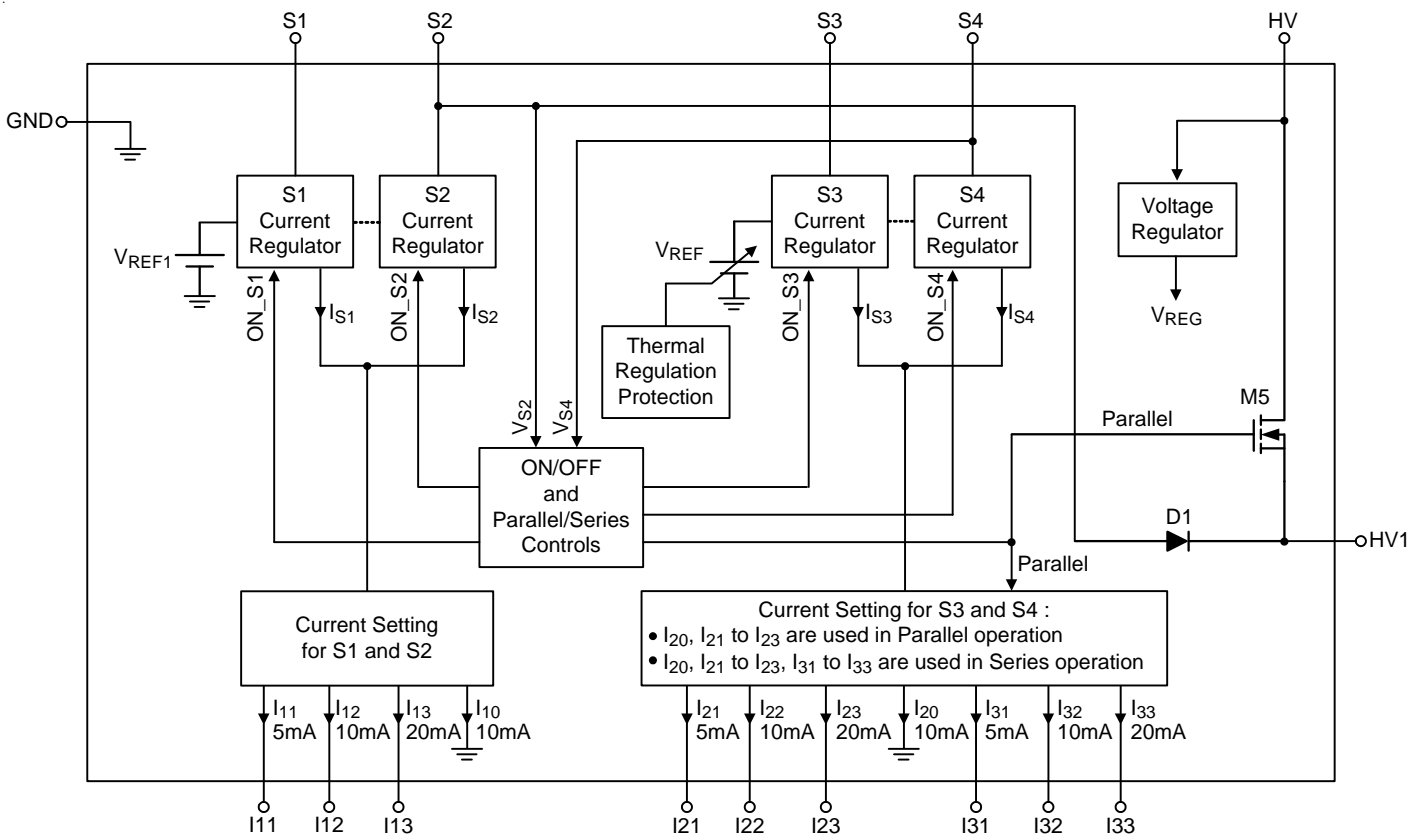 S1
S2
S3
S4
HV
GND
S1
Current
Regulator
S2
Current
Regulator
S3
Current
Regulator
S4
Current
Regulator
Voltage
Regulator
VREF1
VREF
VREG
ON_S1
IS1
ON_S2
IS2
ON_S3
IS3
ON_S4
IS4
Thermal
Regulation
Protection
VS2
VS4
M5
Parallel
ON/OFF
and
Parallel/Series
Controls
D1
HV1
Parallel
Current Setting
for S1 and S2
Current Setting for S3 and S4 :
• I20, I21 to I23 are used in Parallel operation
• I20, I21 to I23, I31 to I33 are used in Series operation
I11
5mA
I12
10mA
I13
20mA
I10
10mA
I21
5mA
I22
10mA
I23
20mA
I20
10mA
I31
5mA
I32
10mA
I33
20mA
I11
I12
I13
I21
I22
I23
I31
I32
I33